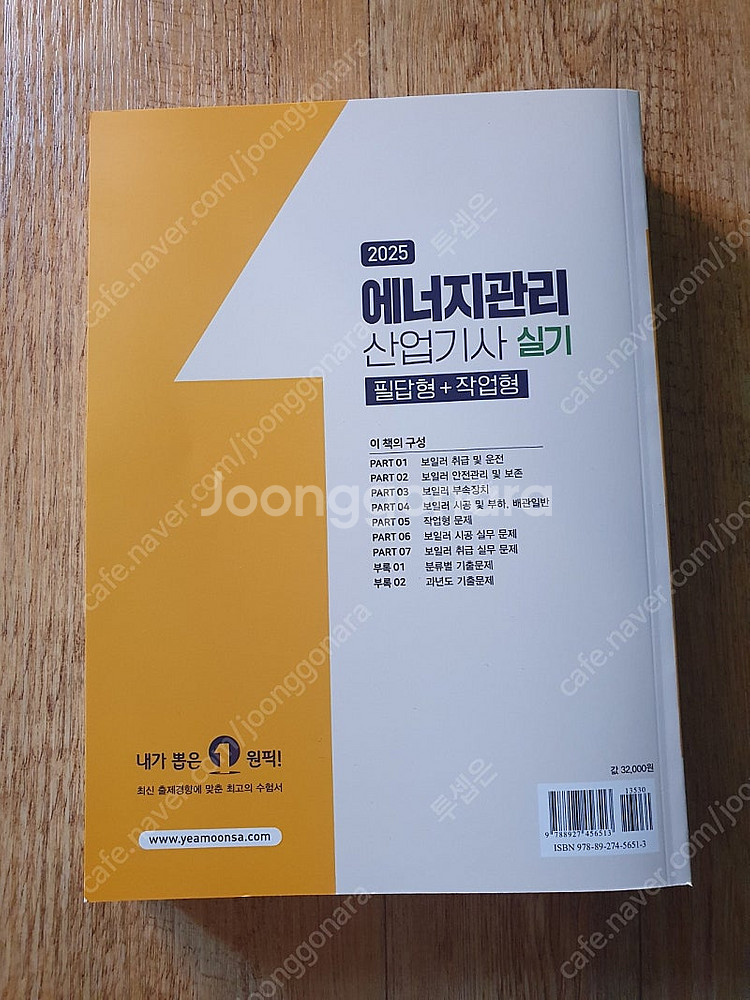 2025
에너지관리
산업기사 실기
필답형+작업형
이 책의 구성
PART 01 보일러 취급 및 운전
PART 02 보일러 안전관리 및 보존
PART 03 보일러 부속장치
PART 04 보일러 시공 및 부하, 배관일반
PART 05 작업형 문제
PART 06 보일러 시공 실무 문제
PART 07 보일러 취급 실무 문제
부록 01 분류별 기출문제
부록 02 과년도 기출문제
내가 뽑은 1 원픽!
최신 출제경향에 맞춘 최고의 수험서
www.yeamoonsa.com
값 32,000원
13530
9 788927 456513
ISBN 978-89-274-5651-3
Joonggonara
cafe.naver.com/joonggonara
투셉은